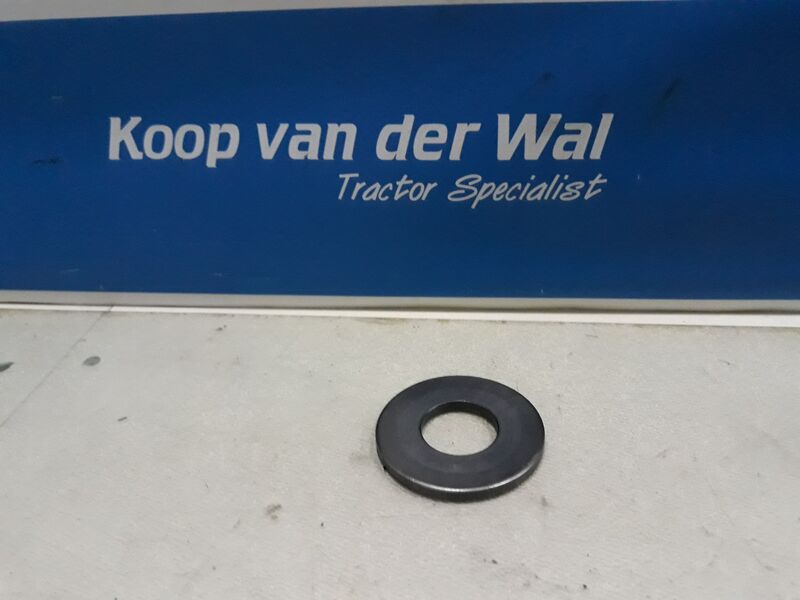 Koop van der Wal
Tractor Specialist